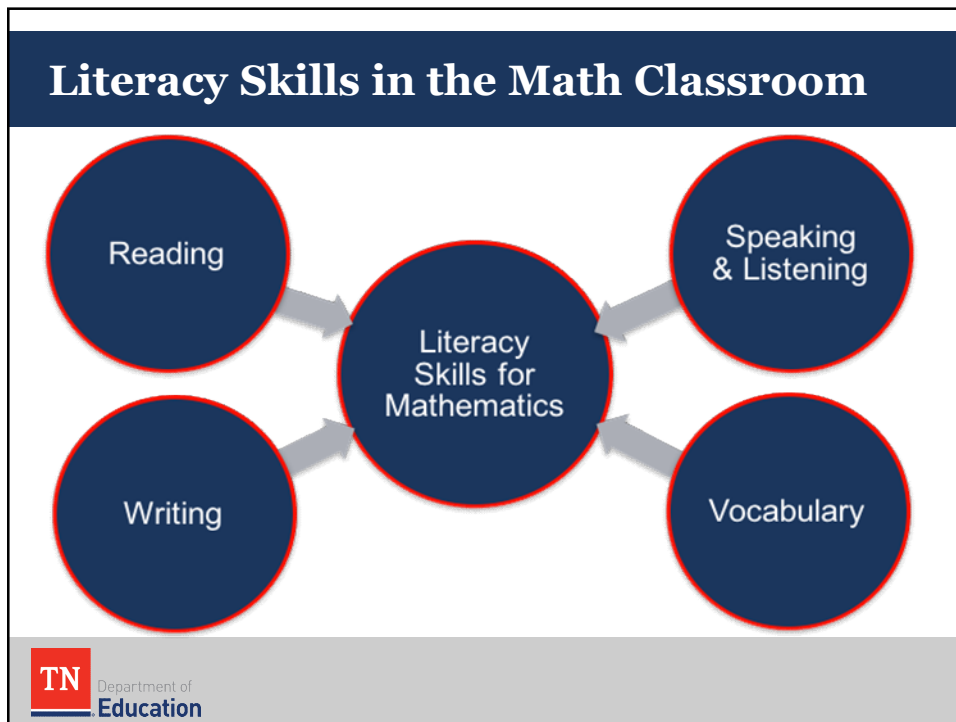 Literacy Skills in the Math Classroom
Reading
Speaking
& Listening
Literacy
Skills for
Mathematics
Writing
Vocabulary
TN
Department of
Education